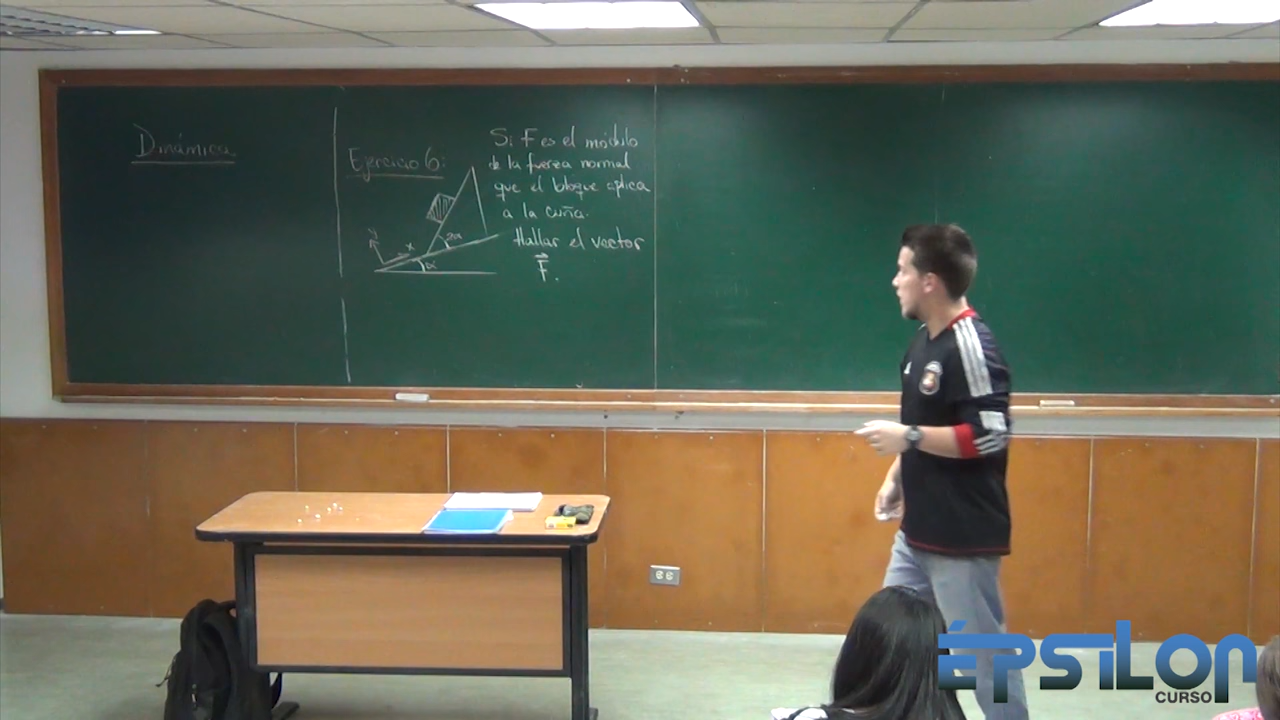 Dinámica
Ejercicio 6:
Si F es el módulo
de la fuerza normal
que el bloque aplica
a la cuña.
Hallar el vector
F.
y
x
2α
α
ÉPSILON
CURSO